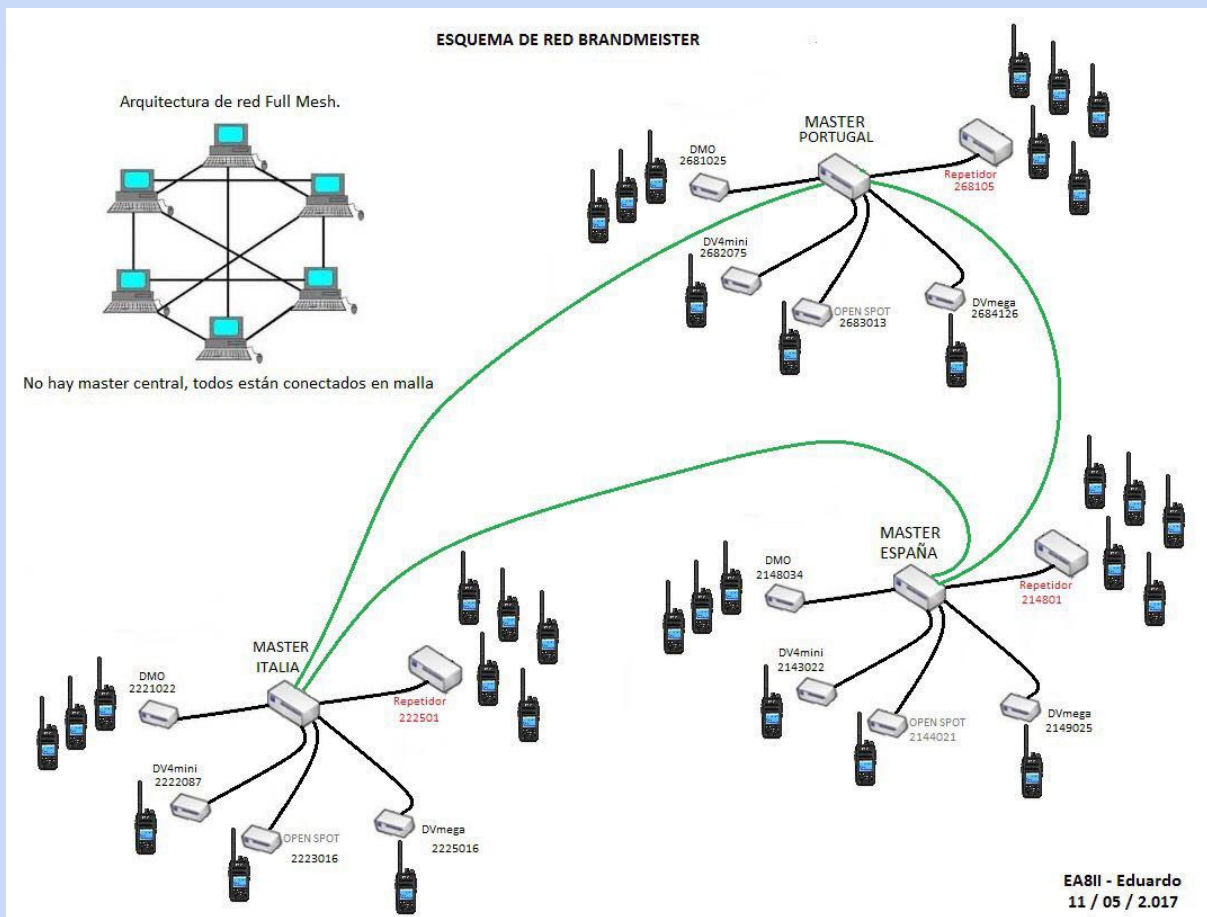 ESQUEMA DE RED BRANDMEISTER
Arquitectura de red Full Mesh.
No hay master central, todos están conectados en malla
MASTER
PORTUGAL
DMO
2681025
Repetidor
268105
DV4mini
2682075
OPEN SPOT
2683013
DVmega
2684126
MASTER
ESPAÑA
DMO
2148034
Repetidor
214801
DV4mini
2143022
OPEN SPOT
2144021
DVmega
2149025
MASTER
ITALIA
DMO
2221022
Repetidor
222501
DV4mini
2222087
OPEN SPOT
2223016
DVmega
2225016
EA8II - Eduardo
11 / 05 / 2.017